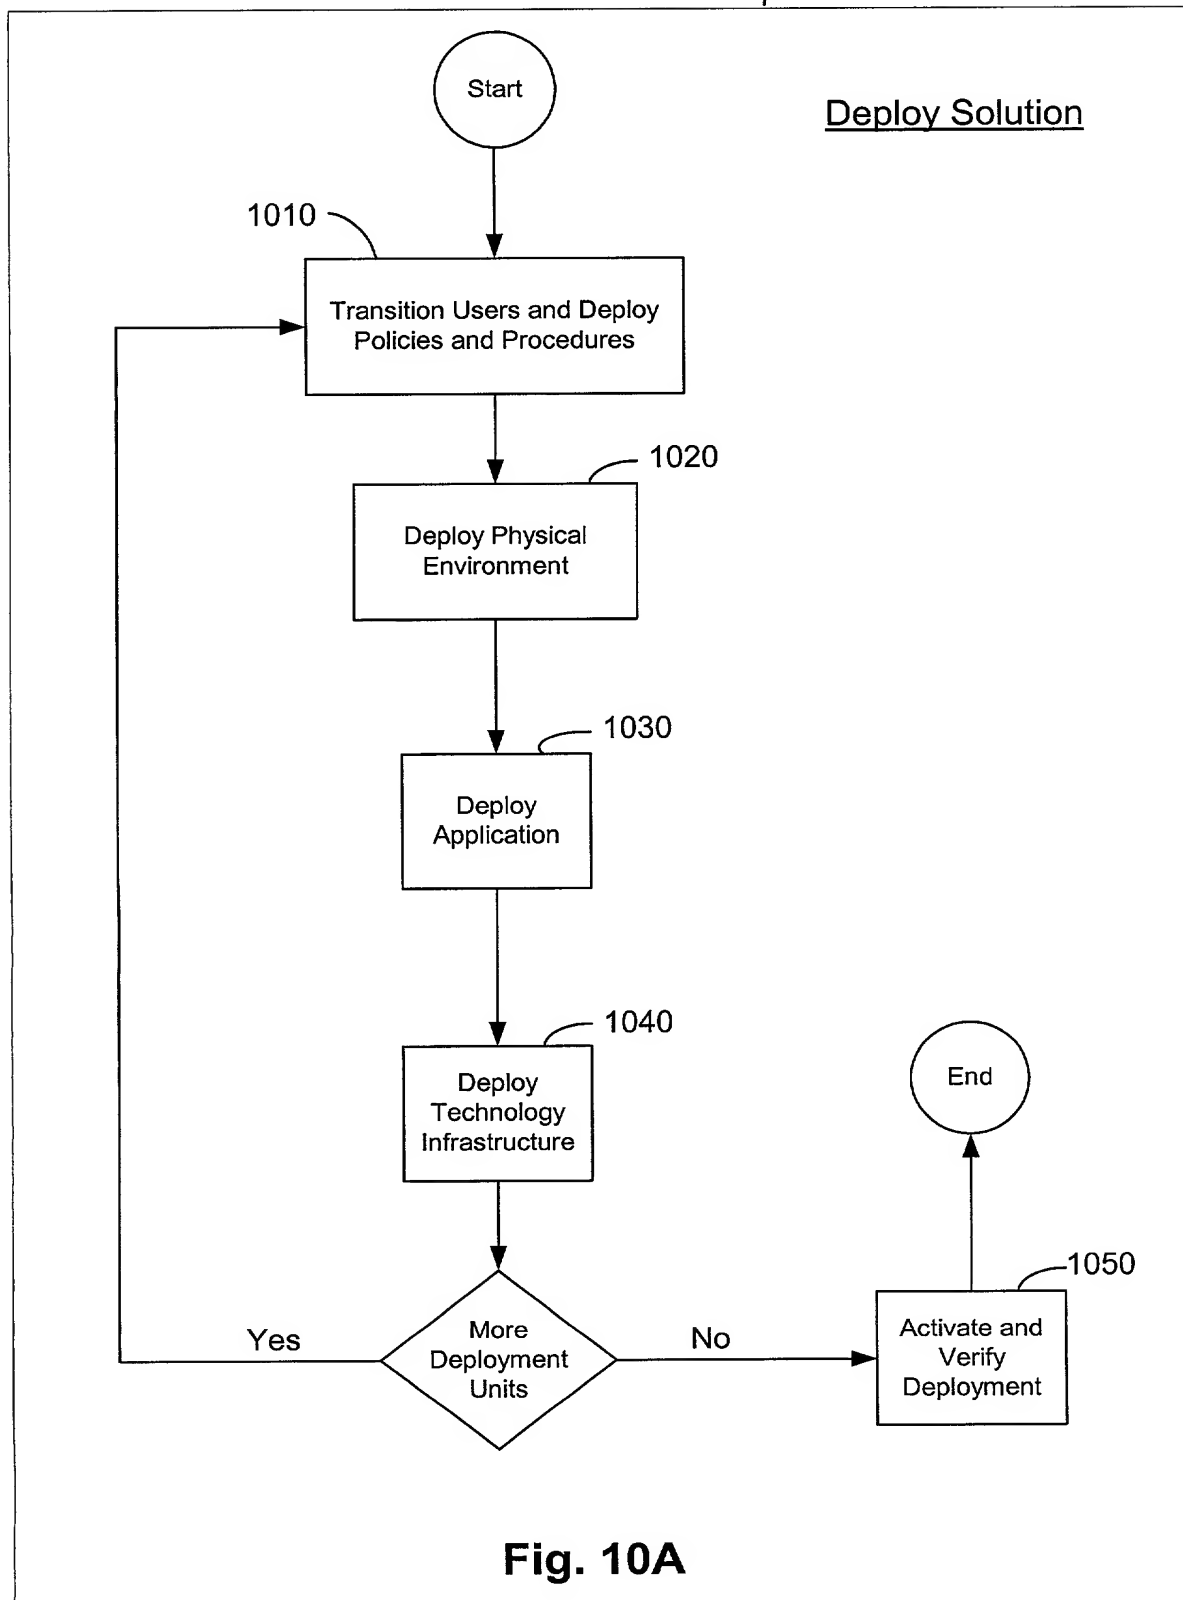 Start
Deploy Solution
1010
Transition Users and Deploy
Policies and Procedures
1020
Deploy Physical
Environment
1030
Deploy
Application
1040
Deploy
Technology
Infrastructure
End
1050
More
Deployment
Units
Yes
No
Activate and
Verify
Deployment
Fig. 10A